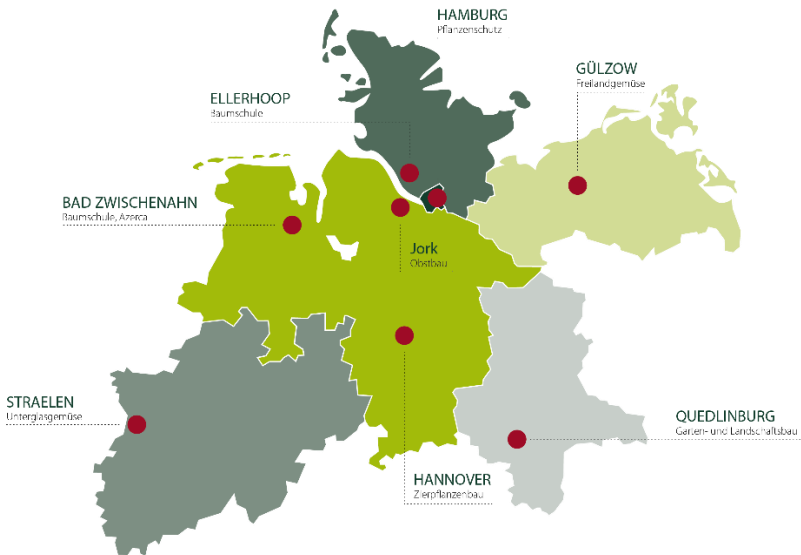 HAMBURG
Pflanzenschutz
GÜLZOW
Freilandgemüse
ELLERHOOP
Baumschule
BAD ZWISCHENAHN
Baumschule, Azerca
Jork
Obstbau
STRAELEN
Unterglasgemüse
QUEDLINBURG
Garten- und Landschaftsbau
HANNOVER
Zierpflanzenbau